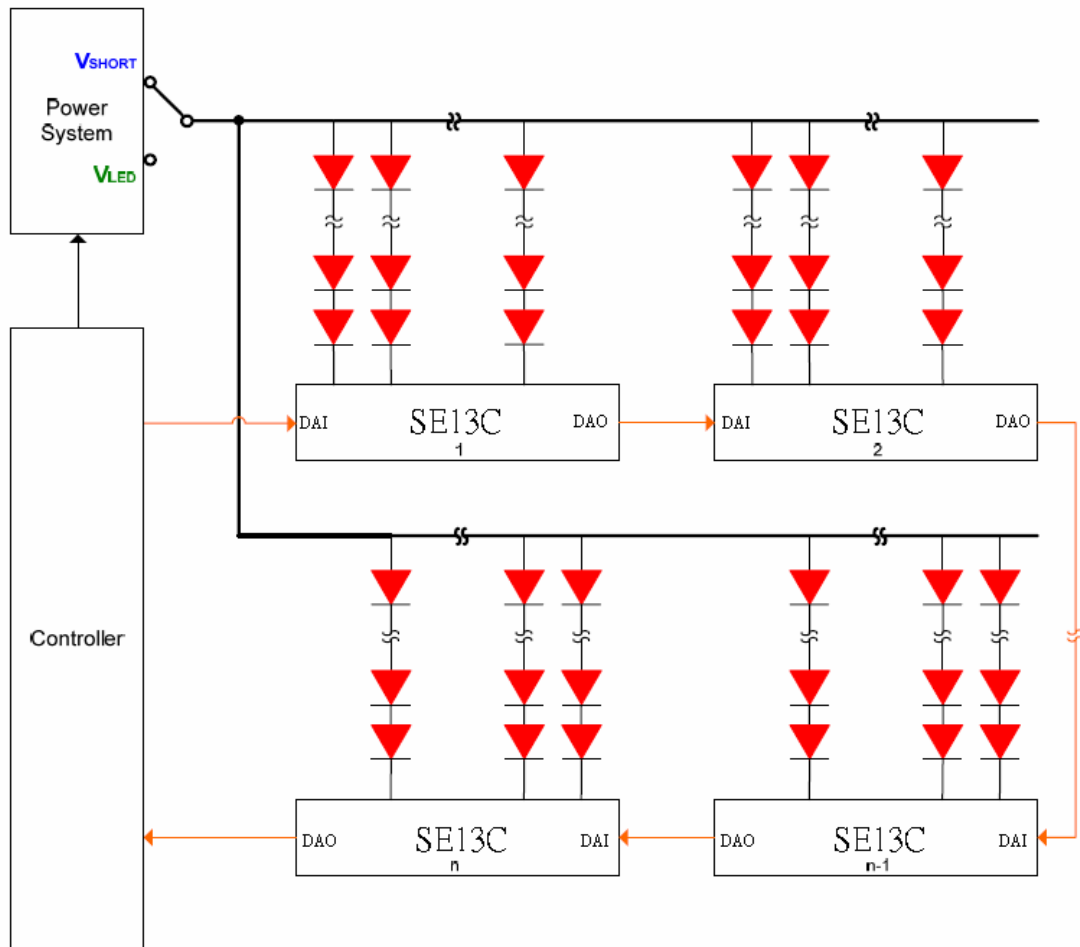 VSHORT
Power
System
VLED
DAI SE13C DAO
1
DAI SE13C DAO
2
Controller
DAO SE13C DAI
n
DAO SE13C DAI
n-1